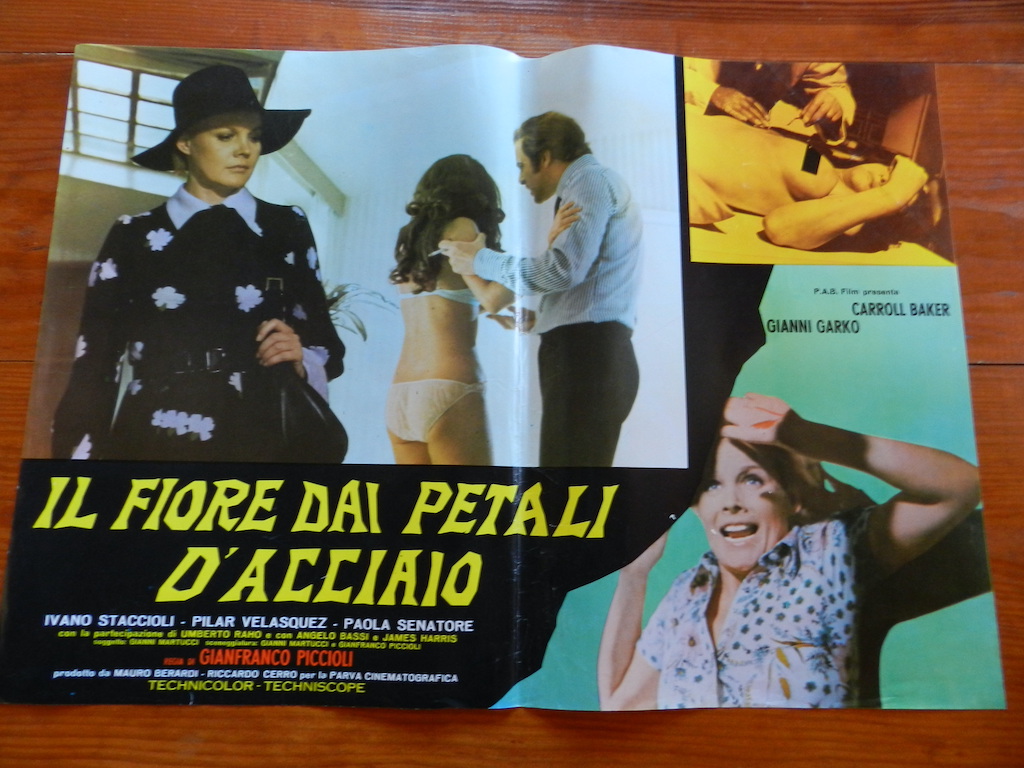 P.A.B. Film presenta
CARROLL BAKER
GIANNI GARKO
IL FIORE DAI PETALI
D'ACCIAIO
IVANO STACCIOLI - PILAR VELASQUEZ - PAOLA SENATORE
con la partecipazione di UMBERTO RAHO e con ANGELO BASSI e JAMES HARRIS
soggetto: GIANNI MARTUCCI sceneggiatura: GIANNI MARTUCCI e GIANFRANCO PICCIOLI
REGIA DI GIANFRANCO PICCIOLI
prodotto da MAURO BERARDI - RICCARDO CERRO per la PARVA CINEMATOGRAFICA
TECHNICOLOR - TECHNISCOPE